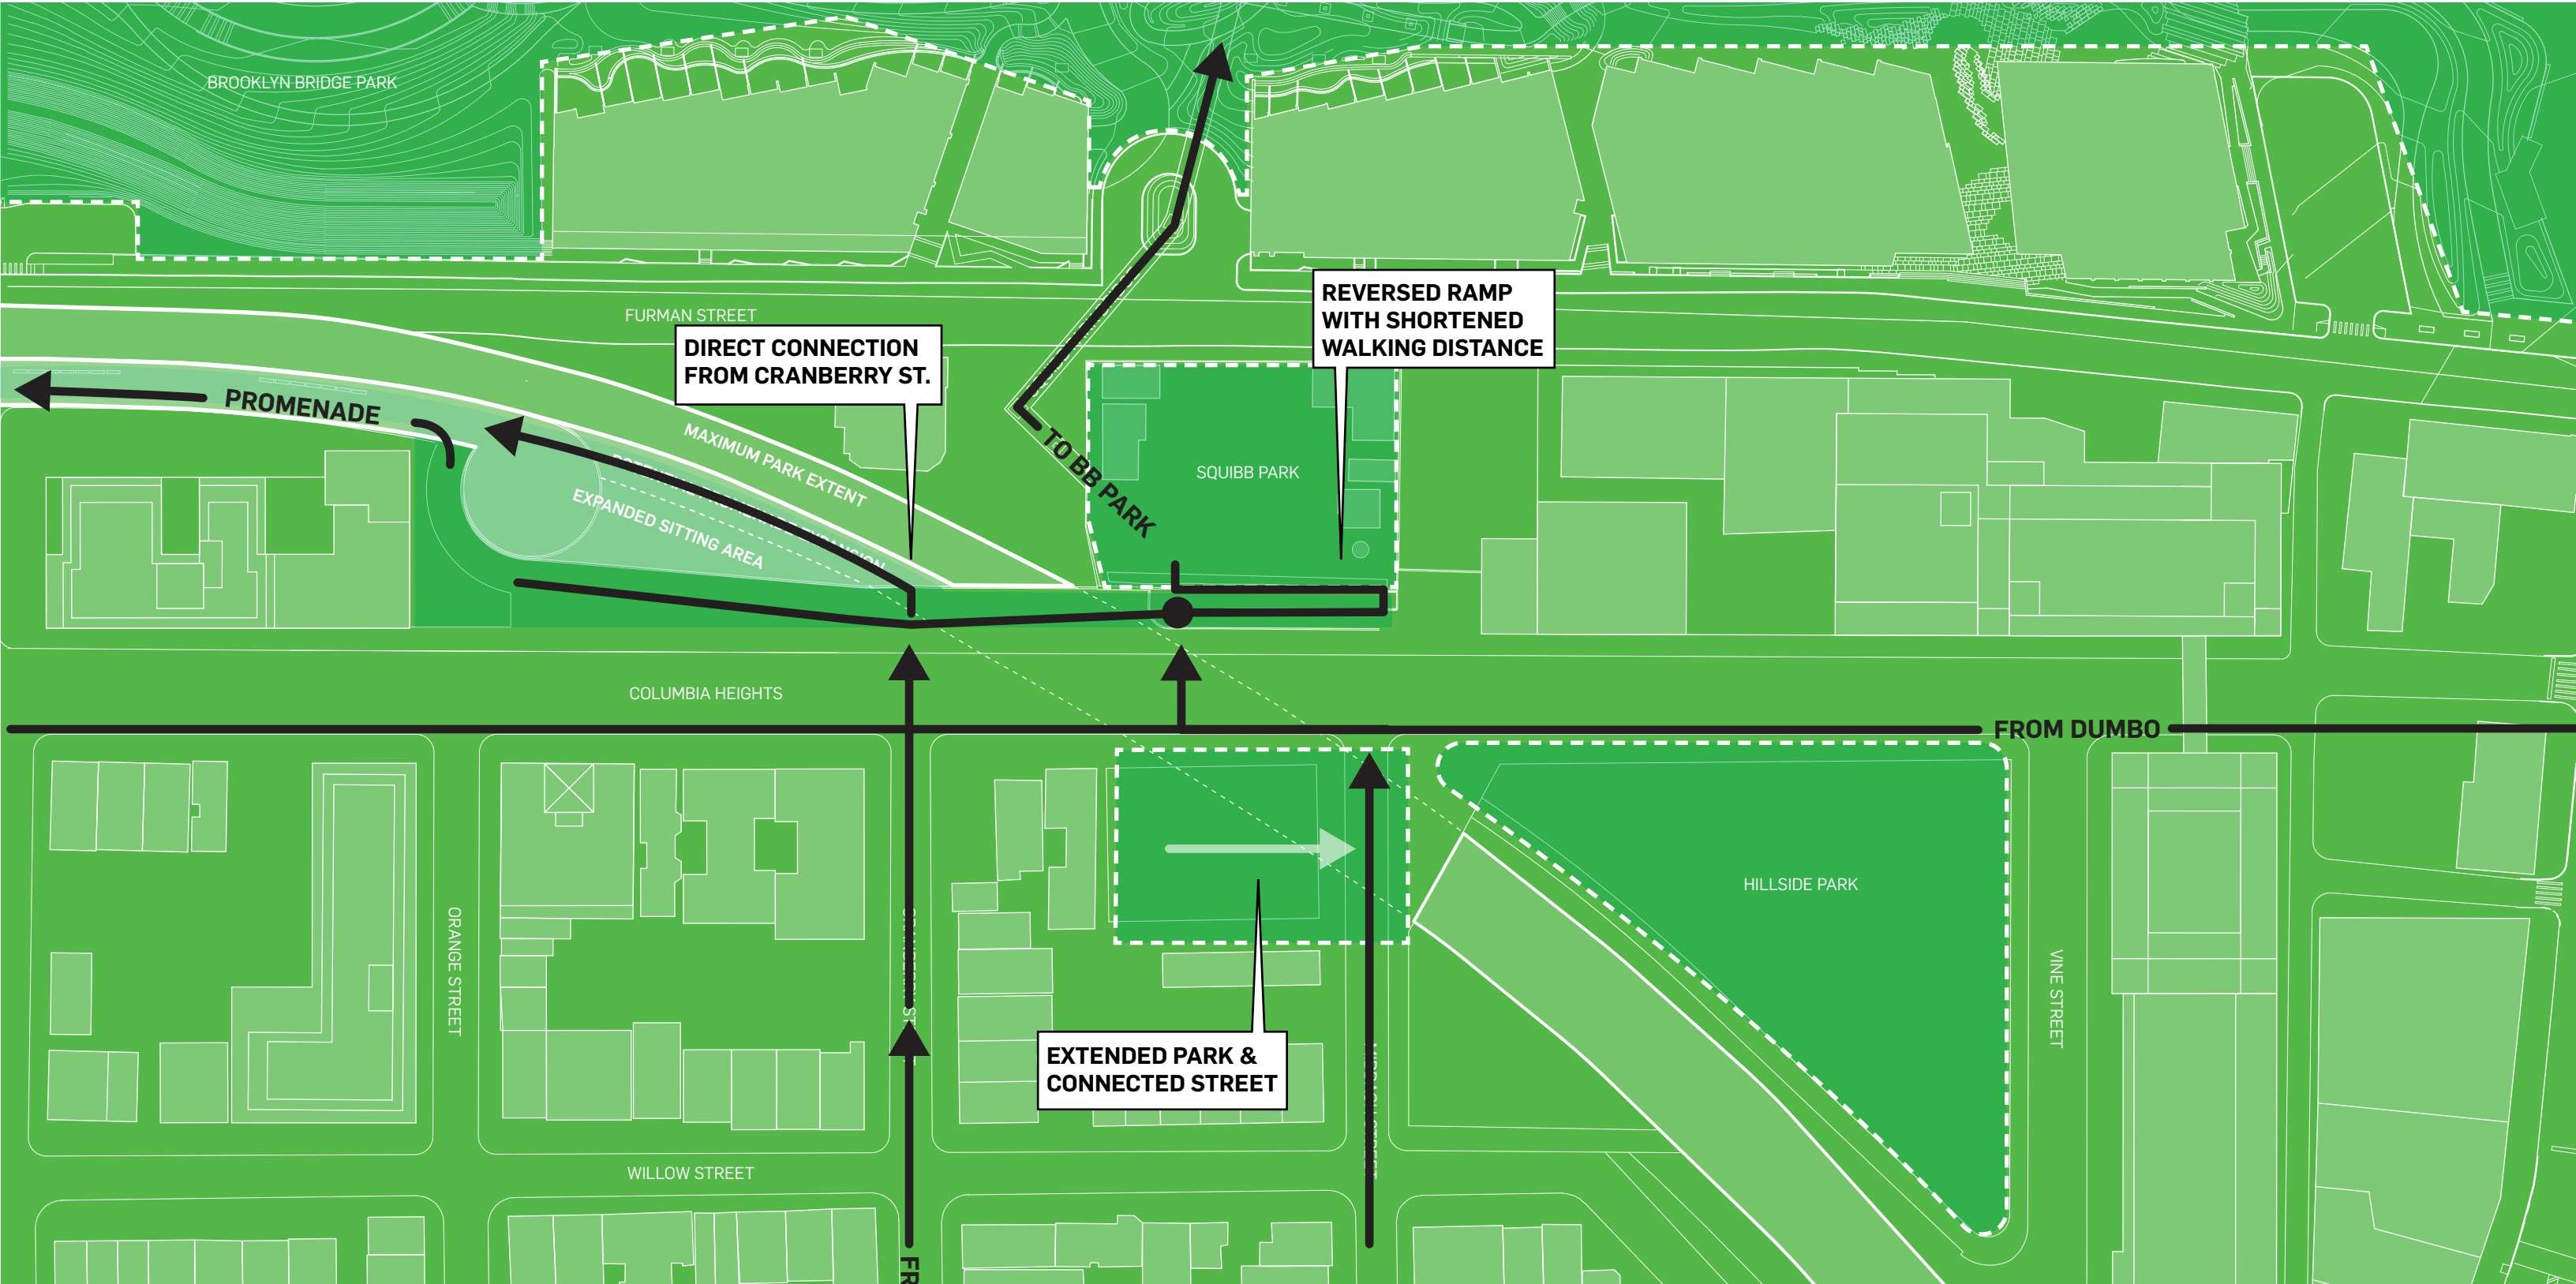 BROOKLYN BRIDGE PARK
FURMAN STREET
REVERSED RAMP
WITH SHORTENED
WALKING DISTANCE
DIRECT CONNECTION
FROM CRANBERRY ST.
PROMENADE
MAXIMUM PARK EXTENT
EXPANSION
EXPANDED SITTING AREA
TO BB PARK
SQUIBB PARK
COLUMBIA HEIGHTS
FROM DUMBO
HILLSIDE PARK
ORANGE STREET
VINE STREET
EXTENDED PARK &
CONNECTED STREET
WILLOW STREET